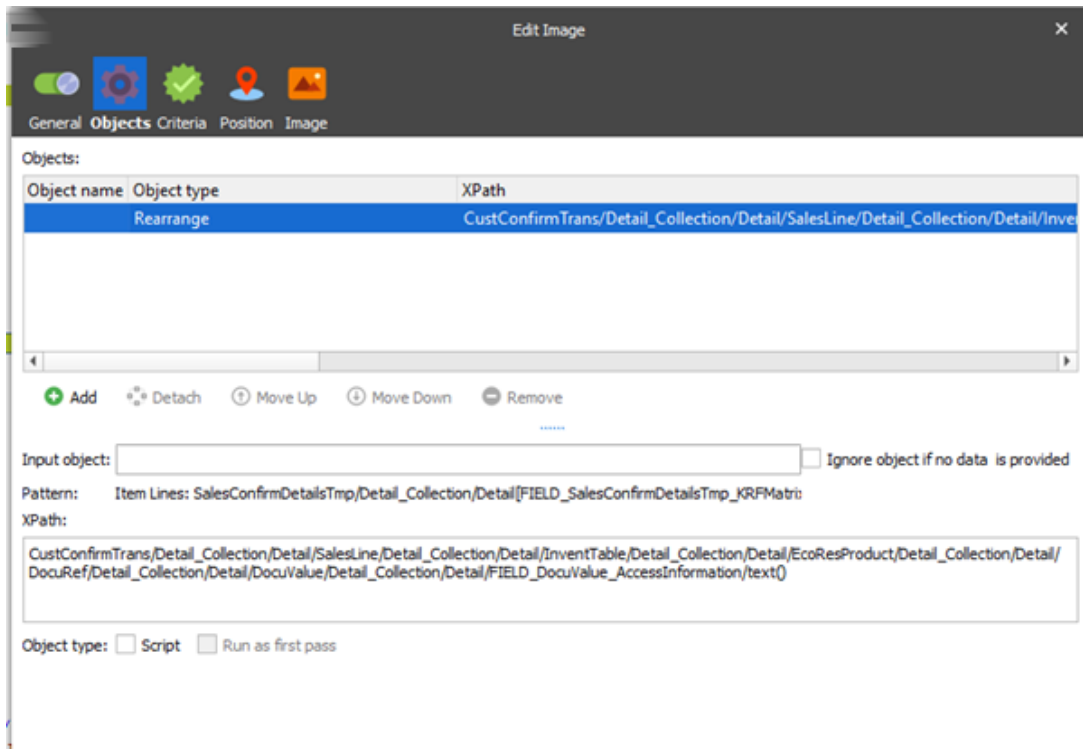 Edit Image
General Objects Criteria Position Image
Objects:
Object name Object type XPath
Rearrange CustConfirmTrans/Detail_Collection/Detail/SalesLine/Detail_Collection/Detail/Inve
Add Detach Move Up Move Down Remove
Input object: Ignore object if no data is provided
Pattern: Item Lines: SalesConfirmDetailsTmp/Detail_Collection/Detail[FIELD_SalesConfirmDetailsTmp_KRFMatri
XPath:
CustConfirmTrans/Detail_Collection/Detail/SalesLine/Detail_Collection/Detail/InventTable/Detail_Collection/Detail/EcoResProduct/Detail_Collection/Detail/
DocuRef/Detail_Collection/Detail/DocuValue/Detail_Collection/Detail/FIELD_DocuValue_AccessInformation/text()
Object type: Script Run as first pass